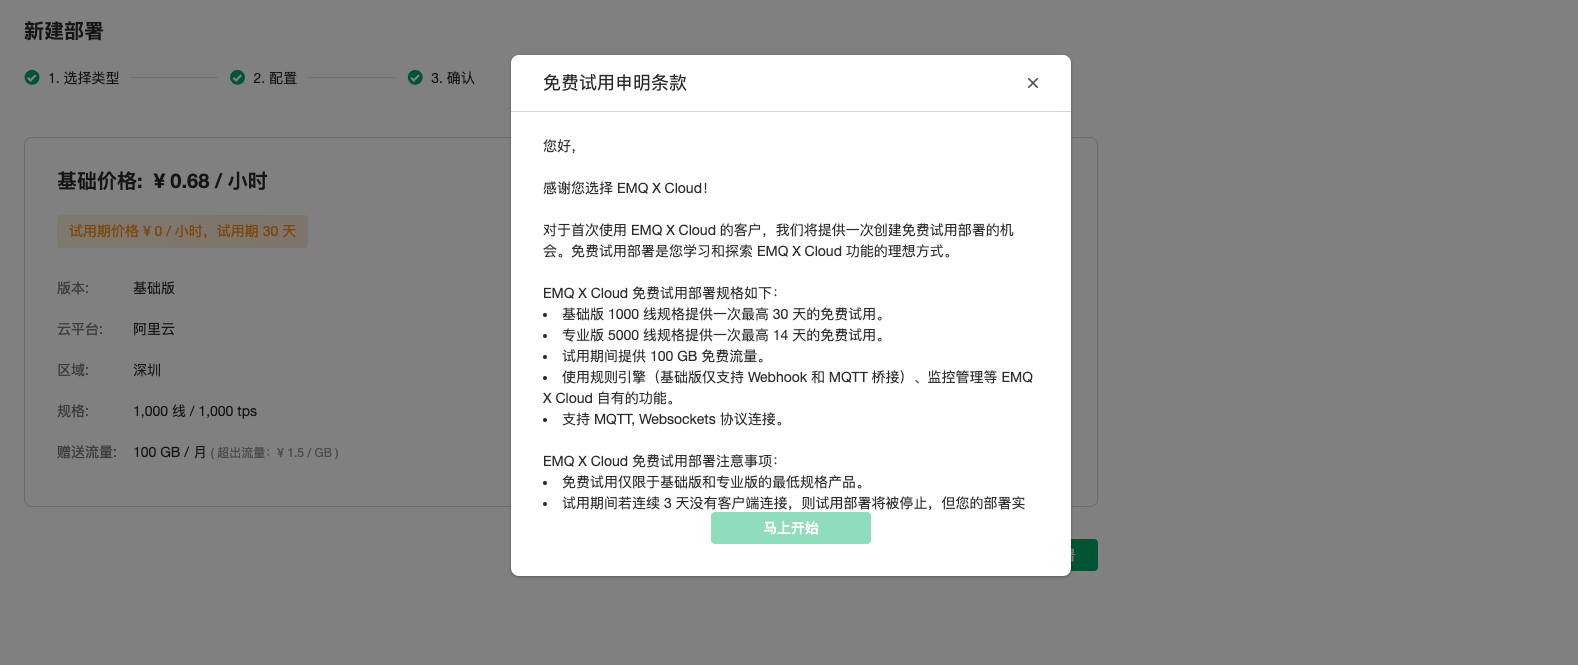 新建部署
1. 选择类型
2. 配置
3. 确认
基础价格: ¥ 0.68 / 小时
试用期价格 ¥ 0 / 小时，试用期 30 天
版本: 基础版
云平台: 阿里云
区域: 深圳
规格: 1,000 线 / 1,000 tps
赠送流量: 100 GB / 月 ( 超出流量：¥ 1.5 / GB )
免费试用申明条款
您好，
感谢您选择 EMQ X Cloud！
对于首次使用 EMQ X Cloud 的客户，我们将提供一次创建免费试用部署的机
会。免费试用部署是您学习和探索 EMQ X Cloud 功能的理想方式。
EMQ X Cloud 免费试用部署规格如下：
• 基础版 1000 线规格提供一次最高 30 天的免费试用。
• 专业版 5000 线规格提供一次最高 14 天的免费试用。
• 试用期间提供 100 GB 免费流量。
• 使用规则引擎（基础版仅支持 Webhook 和 MQTT 桥接）、监控管理等 EMQ
X Cloud 自有的功能。
• 支持 MQTT, Websockets 协议连接。
EMQ X Cloud 免费试用部署注意事项：
• 免费试用仅限于基础版和专业版的最低规格产品。
• 试用期间若连续 3 天没有客户端连接，则试用部署将被停止，但您的部署实
马上开始